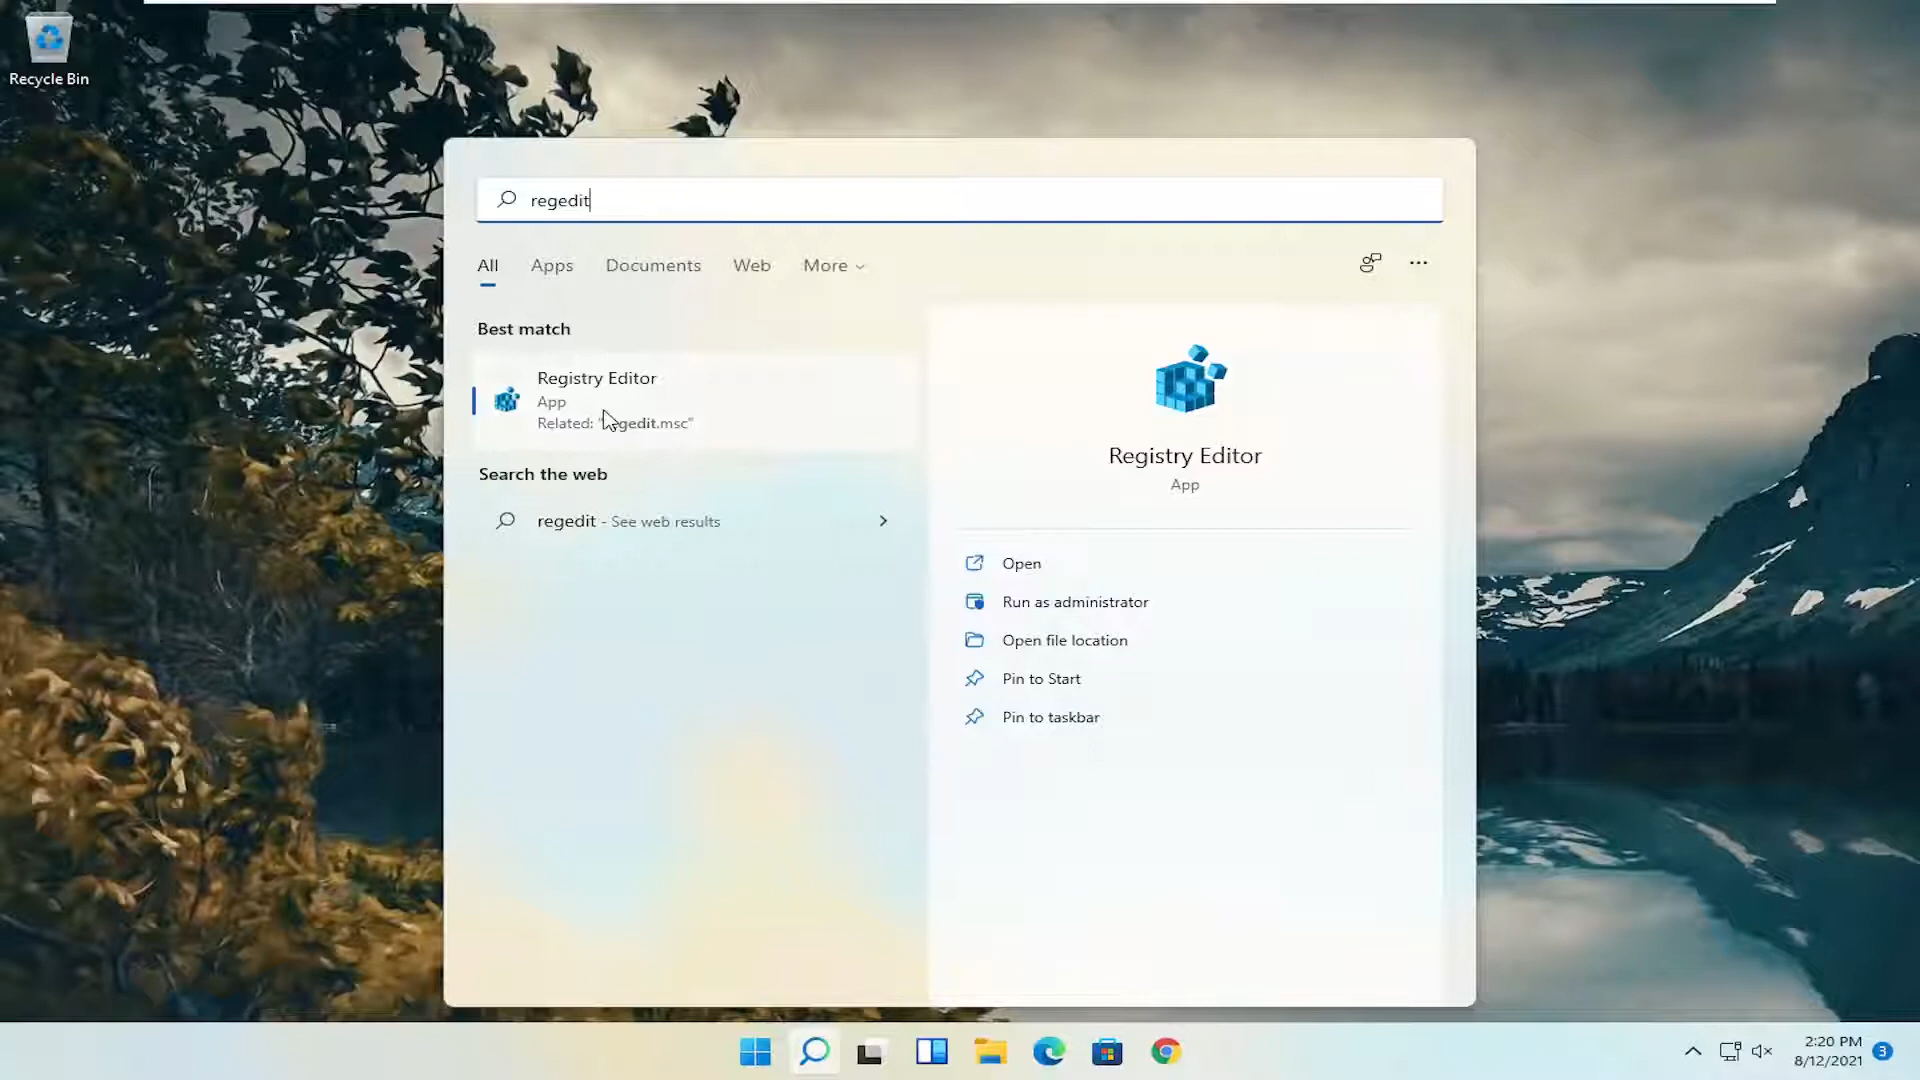 Recycle Bin
regedit
All Apps Documents Web More
Best match
Registry Editor
App
Related: "regedit.msc"
Search the web
regedit - See web results
Registry Editor
App
Open
Run as administrator
Open file location
Pin to Start
Pin to taskbar
2:20 PM
8/12/2021
3